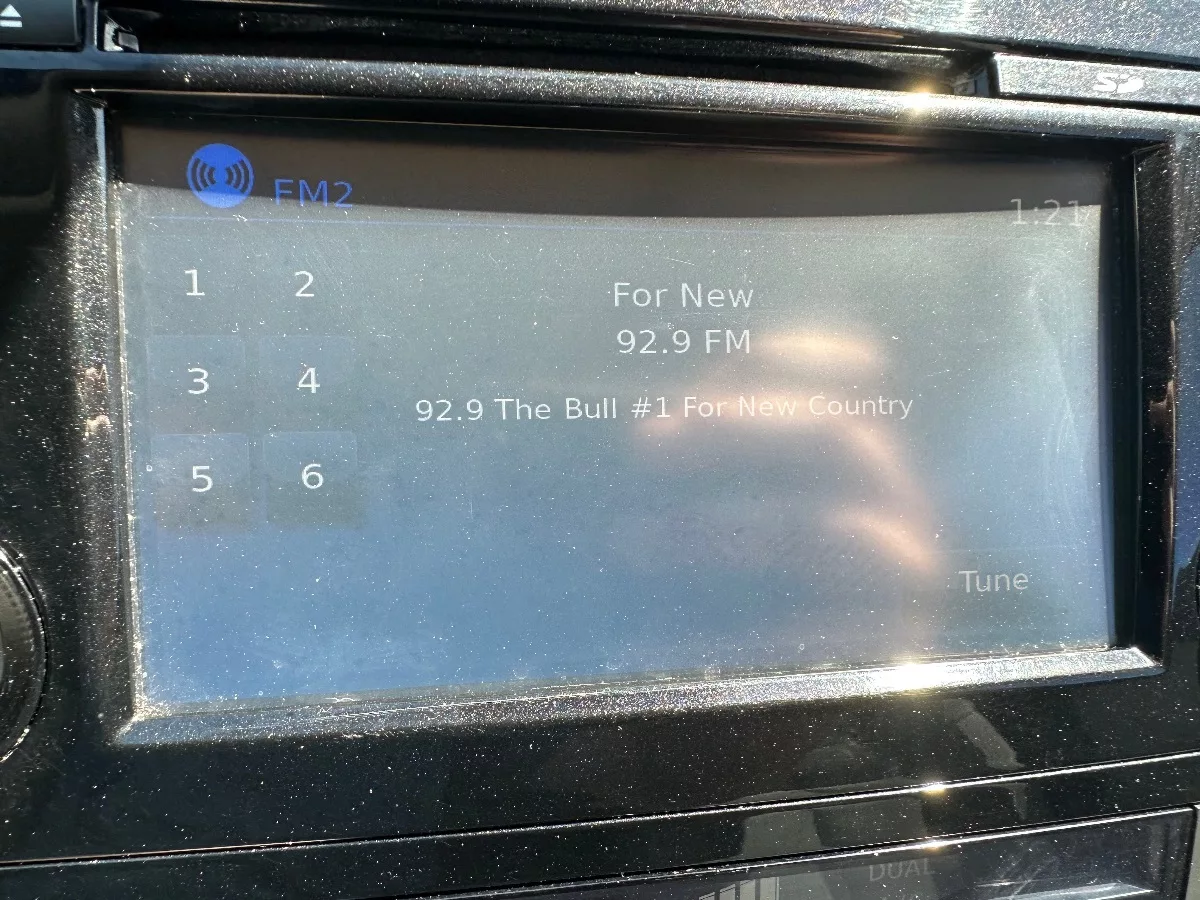 SD
FM2
1:21
1 2
For New
92.9 FM
3 4
92.9 The Bull #1 For New Country
5 6
Tune
DUAL